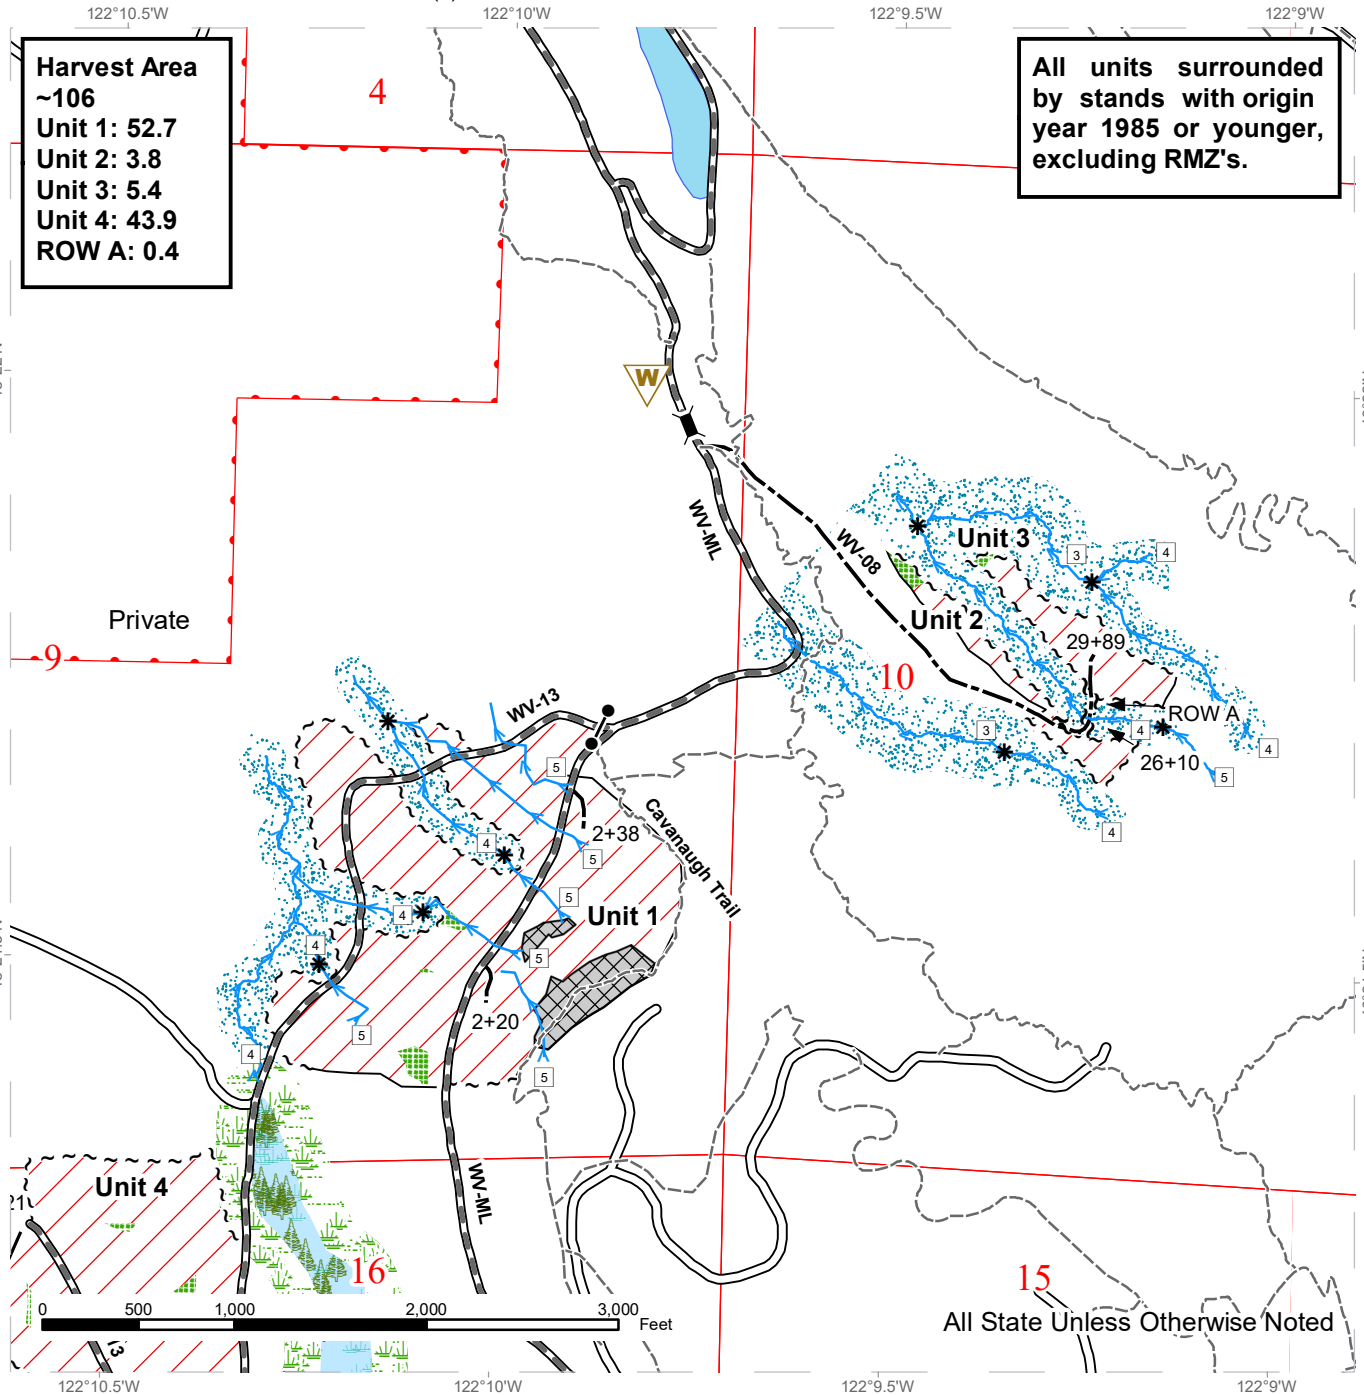 122°10.5'W
122°10'W
122°9.5'W
122°9'W
Harvest Area
~106
Unit 1: 52.7
Unit 2: 3.8
Unit 3: 5.4
Unit 4: 43.9
ROW A: 0.4
4
All units surrounded
by stands with origin
year 1985 or younger,
excluding RMZ's.
W
WV-ML
WV-08
Unit 3
3
4
Unit 2
Private
9
29+89
10
ROW A
WV-13
3
4
4
26+10
5
5
4
Cavanaugh Trail
2+38
4
5
5
Unit 1
4
4
5
2+20
5
4
5
WV-ML
Unit 4
21
16
15
0
500
1,000
2,000
3,000
Feet
All State Unless Otherwise Noted
13
122°10.5'W
122°10'W
122°9.5'W
122°9'W